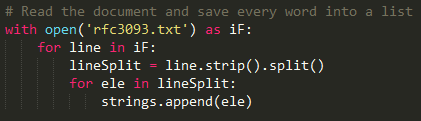 # Read the document and save every word into a list
with open('rfc3093.txt') as iF:
    for line in iF:
        lineSplit = line.strip().split()
        for ele in lineSplit:
            strings.append(ele)